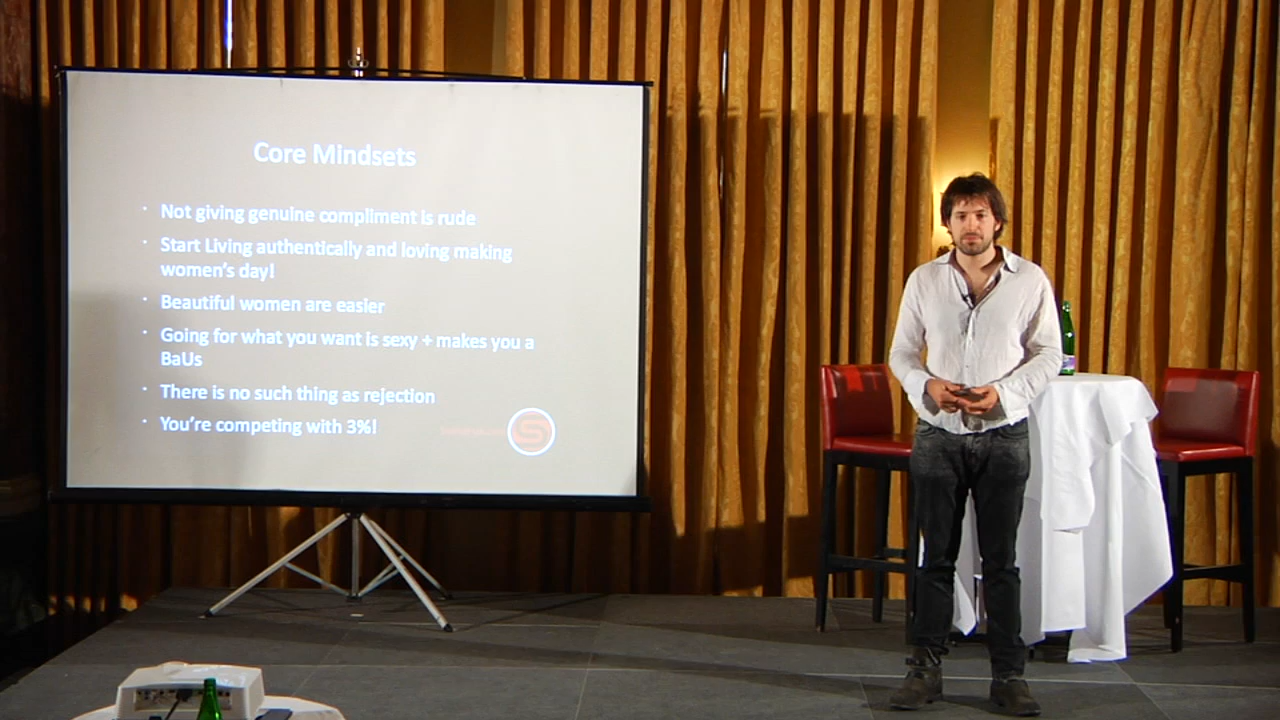 Core Mindsets
· Not giving genuine compliment is rude
· Start Living authentically and loving making
women's day!
· Beautiful women are easier
· Going for what you want is sexy + makes you a
BaUs
· There is no such thing as rejection
· You're competing with 3%!
S